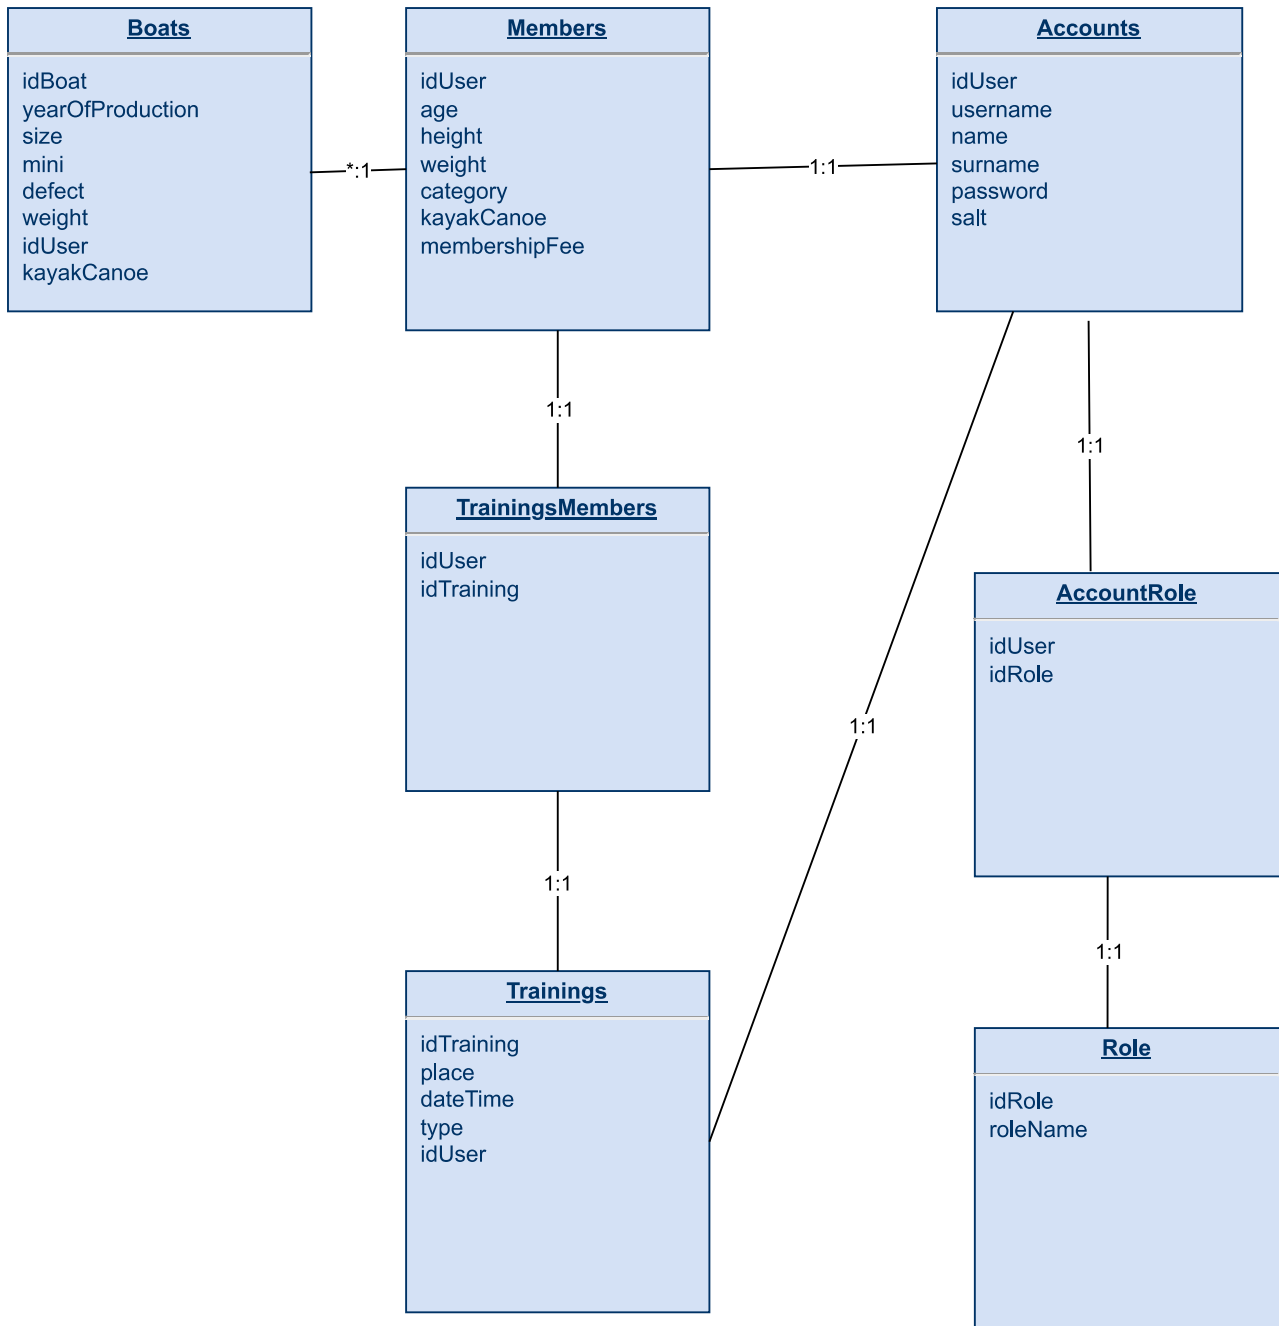 Boats
idBoat
yearOfProduction
size
mini
defect
weight
idUser
kayakCanoe
*:1
Members
idUser
age
height
weight
category
kayakCanoe
membershipFee
1:1
Accounts
idUser
username
name
surname
password
salt
1:1
1:1
TrainingsMembers
idUser
idTraining
AccountRole
idUser
idRole
1:1
1:1
1:1
Trainings
idTraining
place
dateTime
type
idUser
Role
idRole
roleName